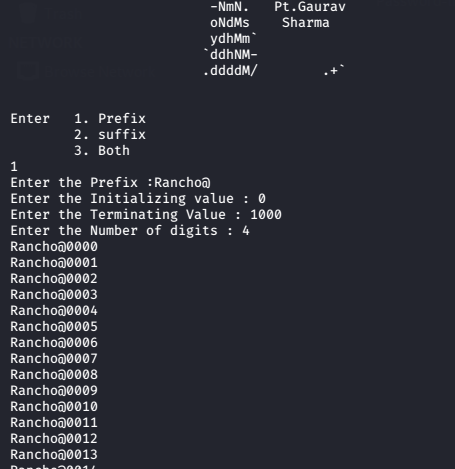 -NmN.   Pt.Gaurav
oNdMs    Sharma
ydhMm`
`ddhNM-
.ddddM/        .+`
Enter   1. Prefix
2. suffix
3. Both
1
Enter the Prefix :Rancho@
Enter the Initializing value : 0
Enter the Terminating Value : 1000
Enter the Number of digits : 4
Rancho@0000
Rancho@0001
Rancho@0002
Rancho@0003
Rancho@0004
Rancho@0005
Rancho@0006
Rancho@0007
Rancho@0008
Rancho@0009
Rancho@0010
Rancho@0011
Rancho@0012
Rancho@0013
Rancho@0014